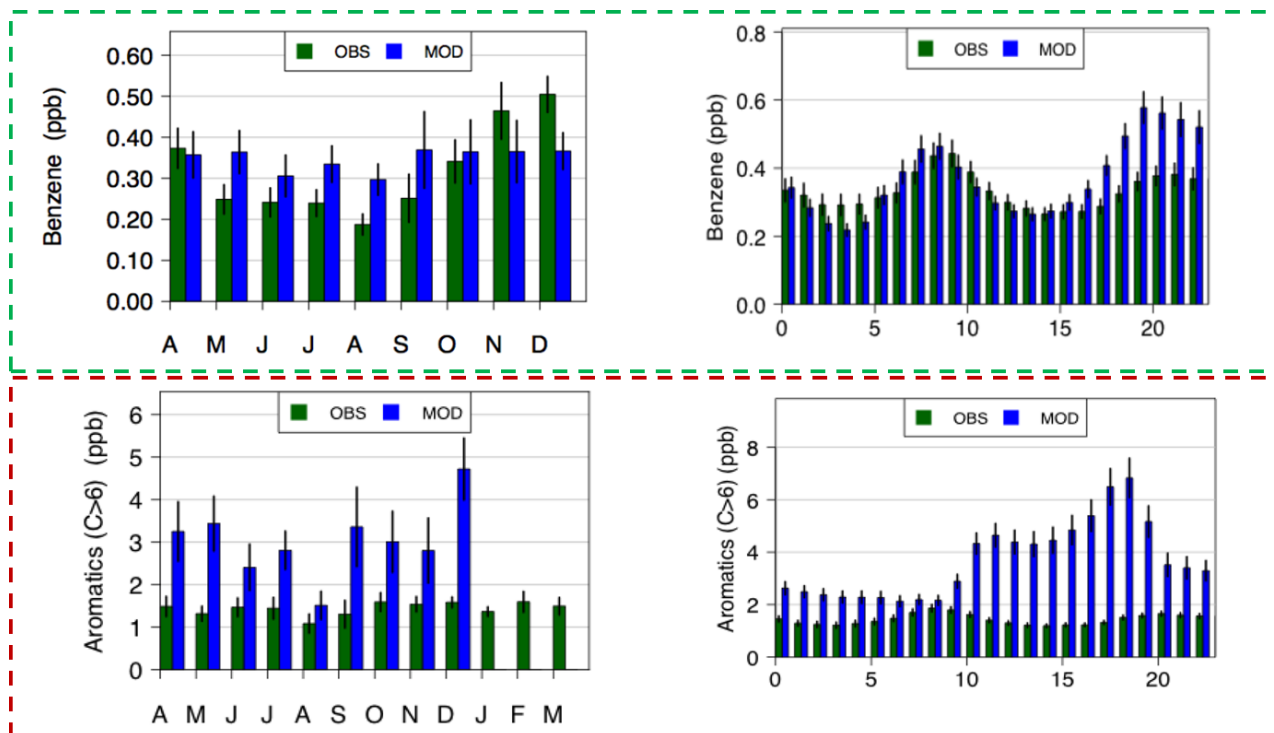 Benzene (ppb)
OBS MOD
0.60
0.50
0.40
0.30
0.20
0.10
0.00
A M J J A S O N D
Benzene (ppb)
OBS MOD
0.8
0.6
0.4
0.2
0.0
0 5 10 15 20
Aromatics (C>6) (ppb)
OBS MOD
6
5
4
3
2
1
0
A M J J A S O N D J F M
Aromatics (C>6) (ppb)
OBS MOD
8
6
4
2
0
0 5 10 15 20